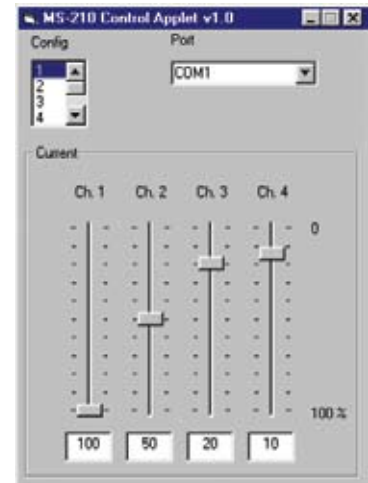 MS-210 Control Applet v1.0
Config Port
1 COM1
2
3
4
Current
Ch. 1 Ch. 2 Ch. 3 Ch. 4
0
100 %
100 50 20 10